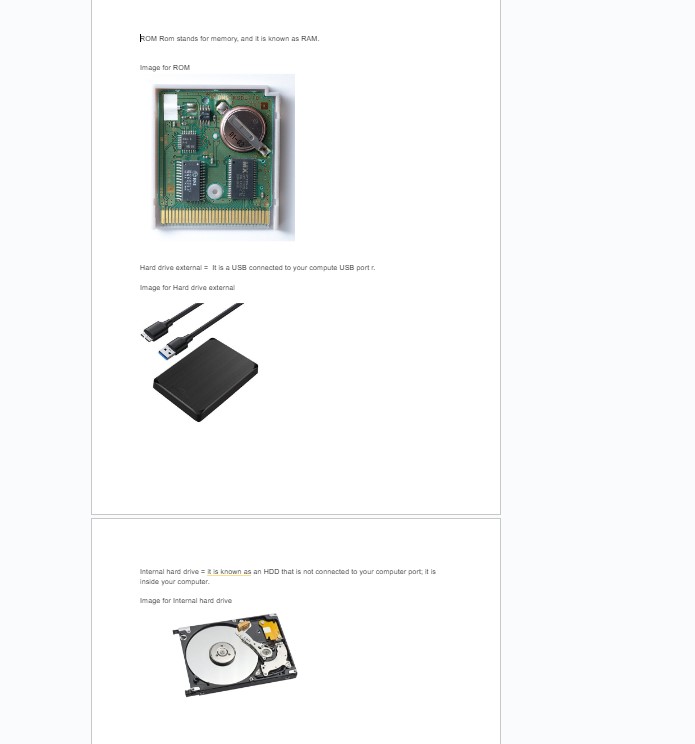 ROM Rom stands for memory, and it is known as RAM.
Image for ROM
Hard drive external =  It is a USB connected to your compute USB port r.
Image for Hard drive external
Internal hard drive = it is known as an HDD that is not connected to your computer port; it is
inside your computer.
Image for Internal hard drive